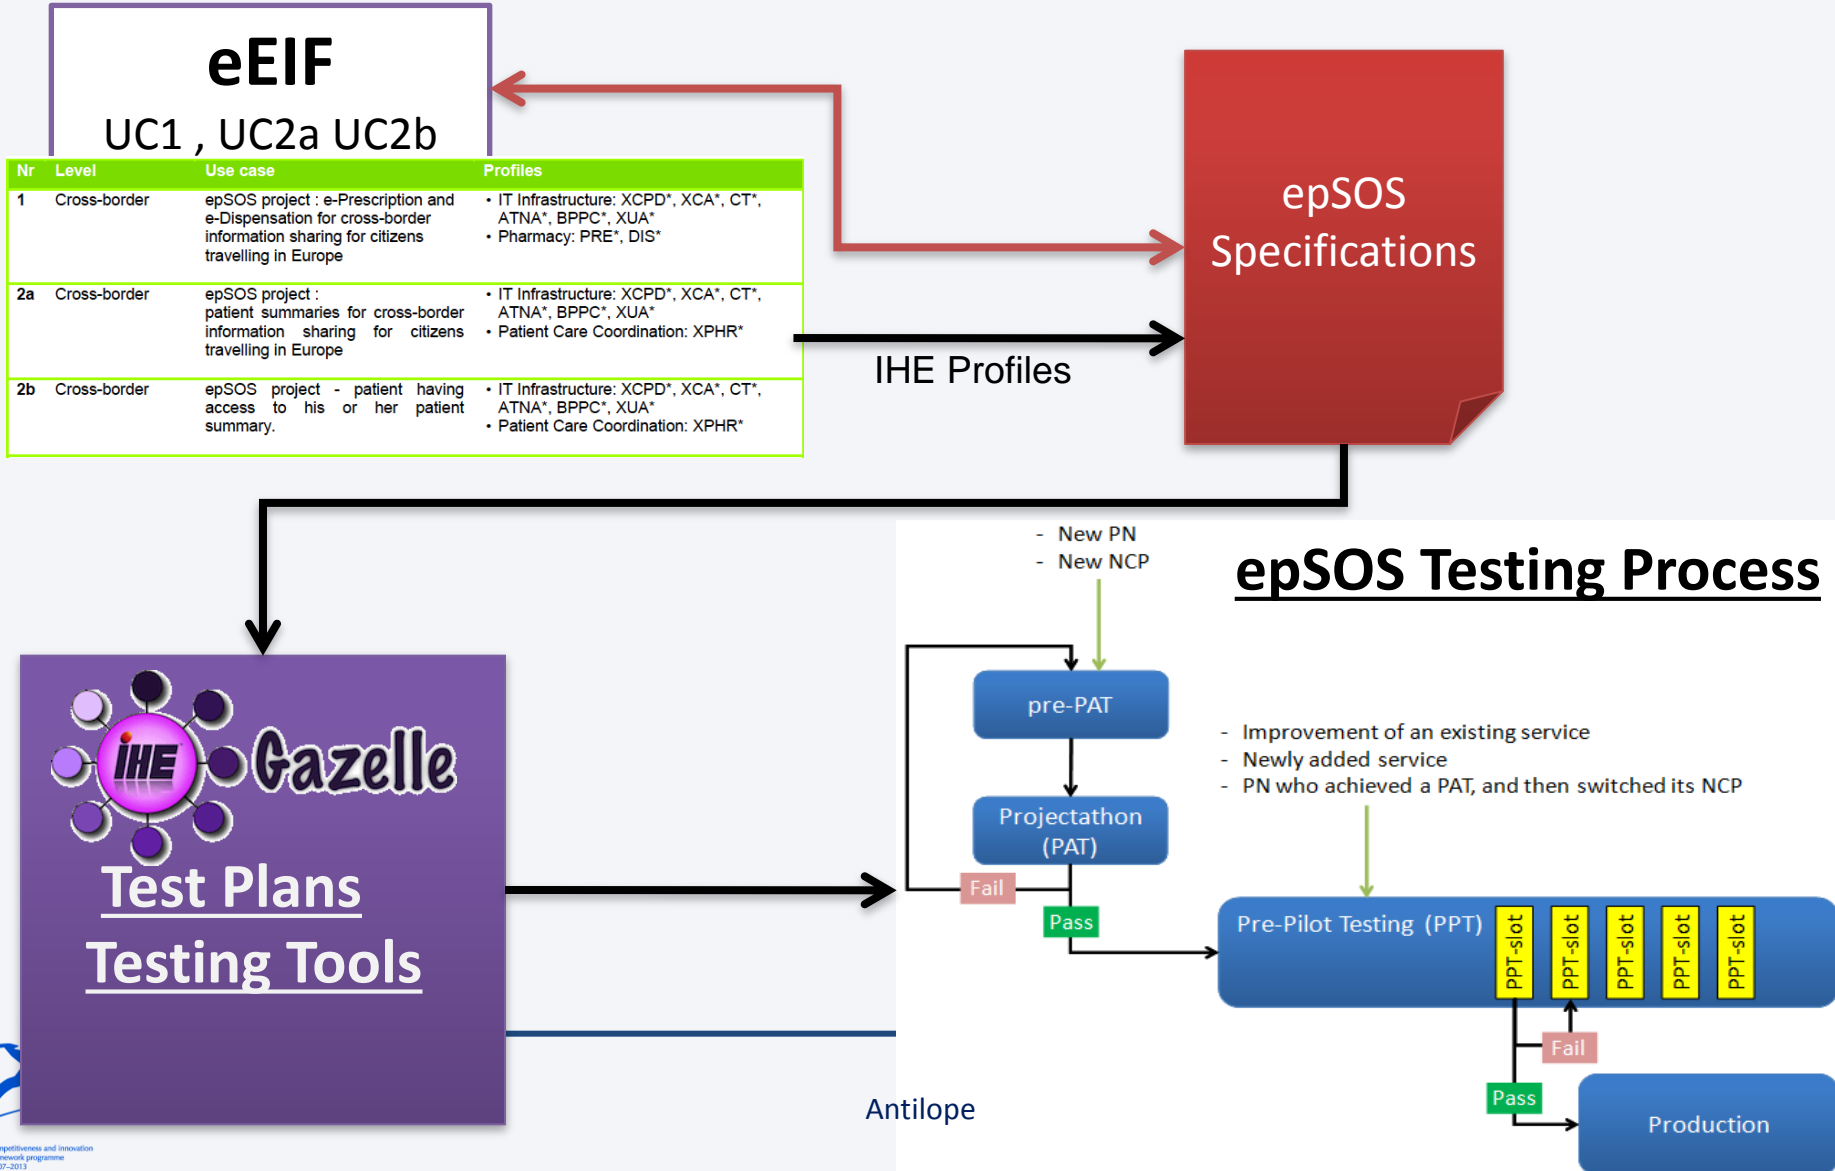 eEIF
UC1 , UC2a UC2b
Nr Level Use case Profiles
1 Cross-border epSOS project : e-Prescription and
e-Dispensation for cross-border
information sharing for citizens
travelling in Europe
• IT Infrastructure: XCPD*, XCA*, CT*,
ATNA*, BPPC*, XUA*
• Pharmacy: PRE*, DIS*
2a Cross-border epSOS project :
patient summaries for cross-border
information sharing for citizens
travelling in Europe
• IT Infrastructure: XCPD*, XCA*, CT*,
ATNA*, BPPC*, XUA*
• Patient Care Coordination: XPHR*
2b Cross-border epSOS project - patient having
access to his or her patient
summary.
• IT Infrastructure: XCPD*, XCA*, CT*,
ATNA*, BPPC*, XUA*
• Patient Care Coordination: XPHR*
IHE Profiles
epSOS
Specifications
- New PN
- New NCP
epSOS Testing Process
pre-PAT
Projectathon
(PAT)
Fail
Pass
- Improvement of an existing service
- Newly added service
- PN who achieved a PAT, and then switched its NCP
Pre-Pilot Testing (PPT)
PPT-slot
PPT-slot
PPT-slot
PPT-slot
PPT-slot
Fail
Pass
Production
IHE
Gazelle
Test Plans
Testing Tools
Antilope
mpetitiveness and innovation
mework programme
07–2013